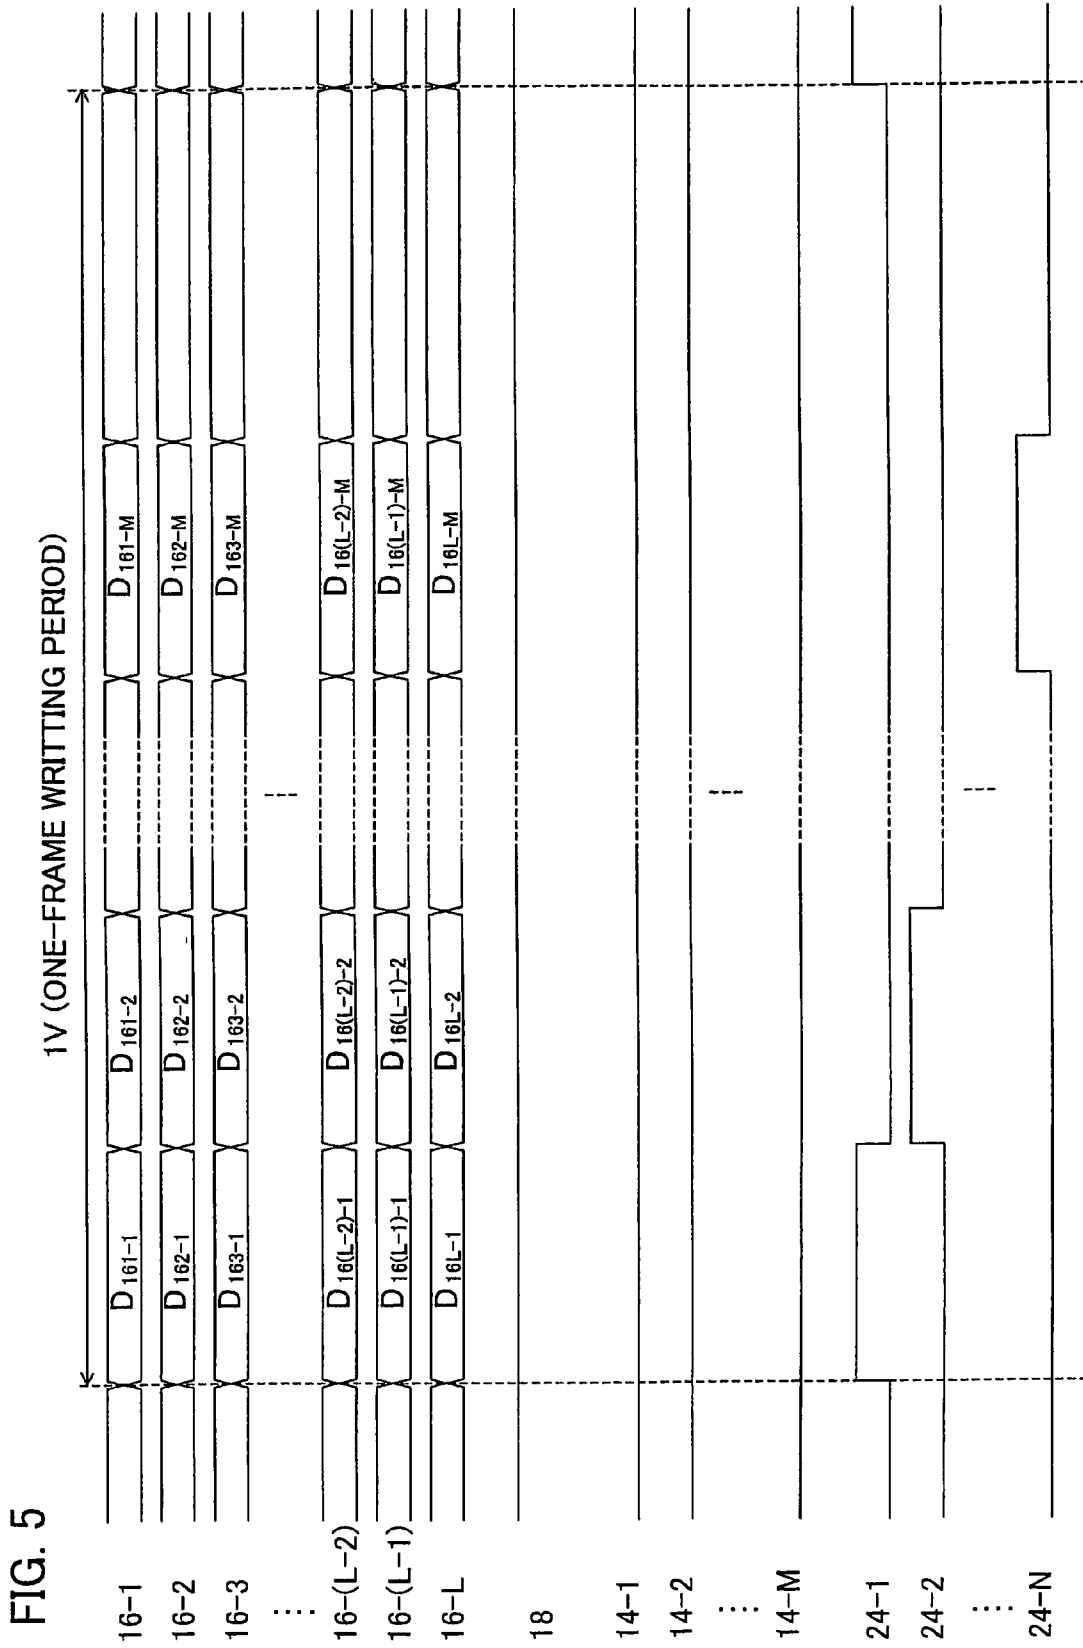 FIG. 5
1V (ONE-FRAME WRITTING PERIOD)
16-1 D161-1 D161-2 D161-M
16-2 D162-1 D162-2 D162-M
16-3 D163-1 D163-2 D163-M
16-(L-2) D16(L-2)-1 D16(L-2)-2 D16(L-2)-M
16-(L-1) D16(L-1)-1 D16(L-1)-2 D16(L-1)-M
16-L D16L-1 D16L-2 D16L-M
18
14-1
14-2
14-M
24-1
24-2
24-N